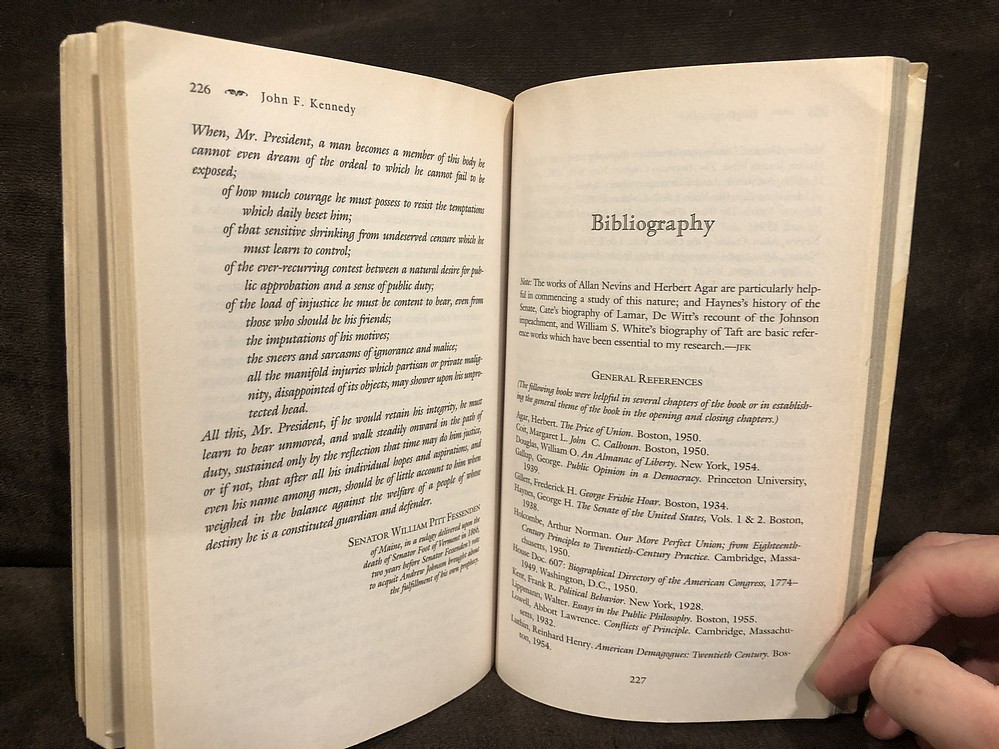 226 John F. Kennedy
When, Mr. President, a man becomes a member of this body he
cannot even dream of the ordeal to which he cannot fail to be
exposed;
of how much courage he must possess to resist the temptations
which daily beset him;
of that sensitive shrinking from undeserved censure which he
must learn to control;
of the ever-recurring contest between a natural desire for pub-
lic approbation and a sense of public duty;
of the load of injustice he must be content to bear, even from
those who should be his friends;
the imputations of his motives;
the sneers and sarcasms of ignorance and malice;
all the manifold injuries which partisan or private malig-
nity, disappointed of its objects, may shower upon his unpro-
tected head.
All this, Mr. President, if he would retain his integrity, he must
learn to bear unmoved, and walk steadily onward in the path of
duty, sustained only by the reflection that time may do him justice,
or if not, that after all his individual hopes and aspirations, and
even his name among men, should be of little account to him when
weighed in the balance against the welfare of a people of whose
destiny he is a constituted guardian and defender.
SENATOR WILLIAM PITT FESSENDEN
of Maine, in a eulogy delivered upon the
death of Senator Foot of Vermont in 1866,
two years before Senator Fessenden's vote
to acquit Andrew Johnson brought about
the fulfillment of his own prophecy.
Bibliography
Note: The works of Allan Nevins and Herbert Agar are particularly help-
ful in commencing a study of this nature; and Haynes's history of the
Senate, Cate's biography of Lamar, De Witt's recount of the Johnson
impeachment, and William S. White's biography of Taft are basic refer-
ence works which have been essential to my research.—JFK
GENERAL REFERENCES
(The following books were helpful in several chapters of the book or in establish-
ing the general theme of the book in the opening and closing chapters.)
Agar, Herbert. The Price of Union. Boston, 1950.
Coit, Margaret L. John C. Calhoun. Boston, 1950.
Douglas, William O. An Almanac of Liberty. New York, 1954.
Gallup, George. Public Opinion in a Democracy. Princeton University,
1939.
Gillett, Frederick H. George Frisbie Hoar. Boston, 1934.
Haynes, George H. The Senate of the United States, Vols. 1 & 2. Boston,
1938.
Holcombe, Arthur Norman. Our More Perfect Union; from Eighteenth-
Century Principles to Twentieth-Century Practice. Cambridge, Massa-
chusetts, 1950.
House Doc. 607: Biographical Directory of the American Congress, 1774–
1949. Washington, D.C., 1950.
Kent, Frank R. Political Behavior. New York, 1928.
Lippmann, Walter. Essays in the Public Philosophy. Boston, 1955.
Lowell, Abbott Lawrence. Conflicts of Principle. Cambridge, Massachu-
setts, 1932.
Luthin, Reinhard Henry. American Demagogues: Twentieth Century. Bos-
ton, 1954.
227